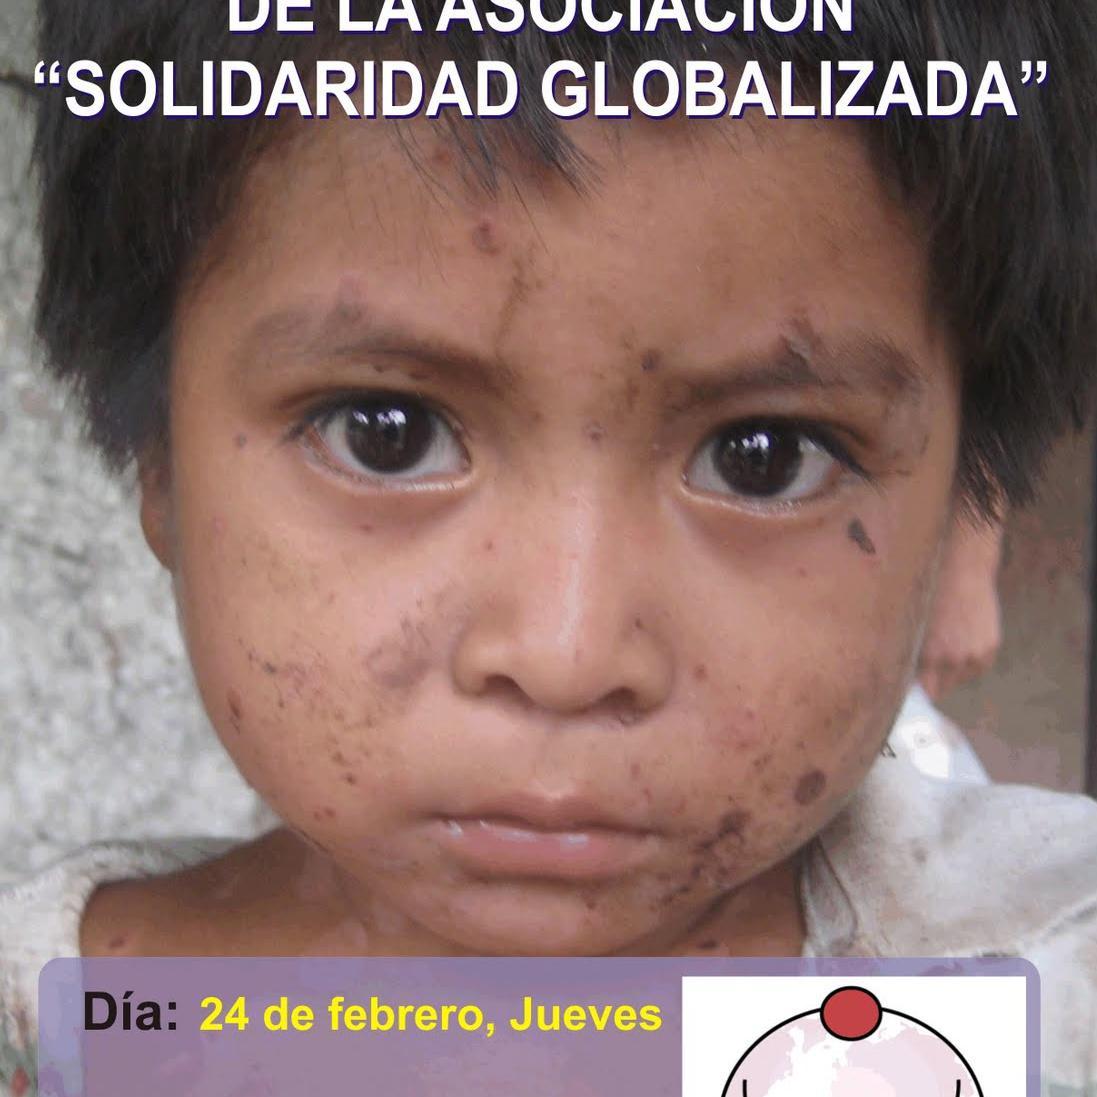 DE LA ASOCIACIÓN
“SOLIDARIDAD GLOBALIZADA”
Día: 24 de febrero, Jueves